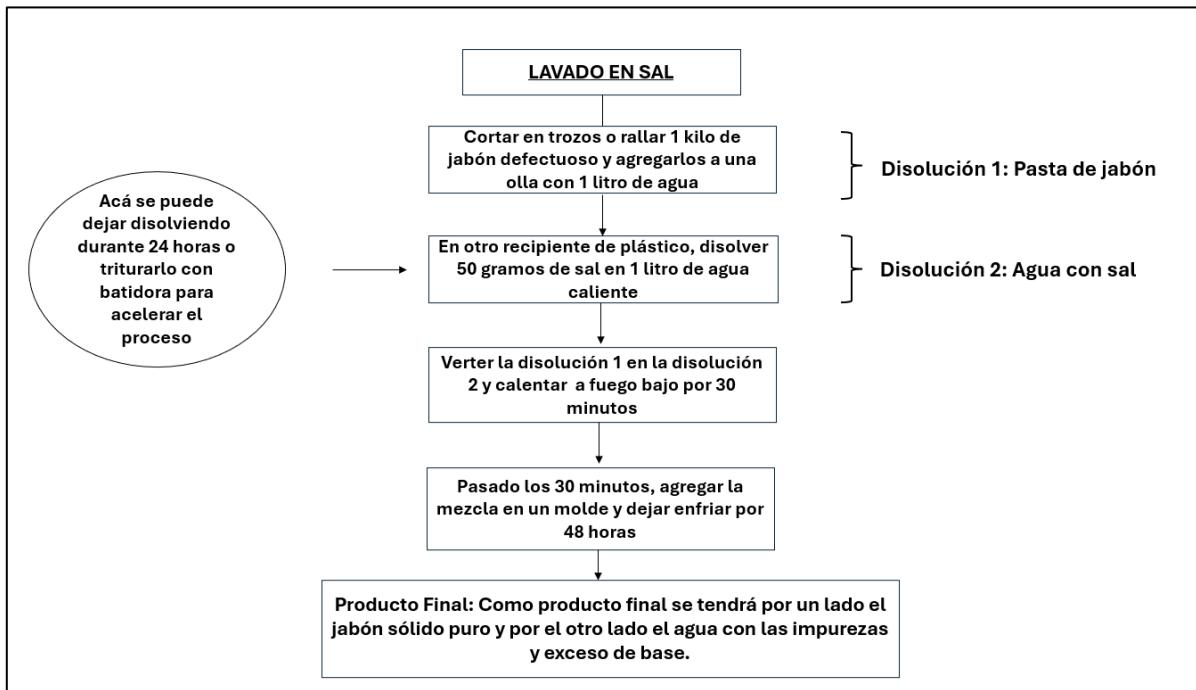 LAVADO EN SAL
Cortar en trozos o rallar 1 kilo de
jabón defectuoso y agregarlos a una
olla con 1 litro de agua
Disolución 1: Pasta de jabón
Acá se puede
dejar disolviendo
durante 24 horas o
triturarlo con
batidora para
acelerar el
proceso
En otro recipiente de plástico, disolver
50 gramos de sal en 1 litro de agua
caliente
Disolución 2: Agua con sal
Verter la disolución 1 en la disolución
2 y calentar a fuego bajo por 30
minutos
Pasado los 30 minutos, agregar la
mezcla en un molde y dejar enfriar por
48 horas
Producto Final: Como producto final se tendrá por un lado el
jabón sólido puro y por el otro lado el agua con las impurezas
y exceso de base.